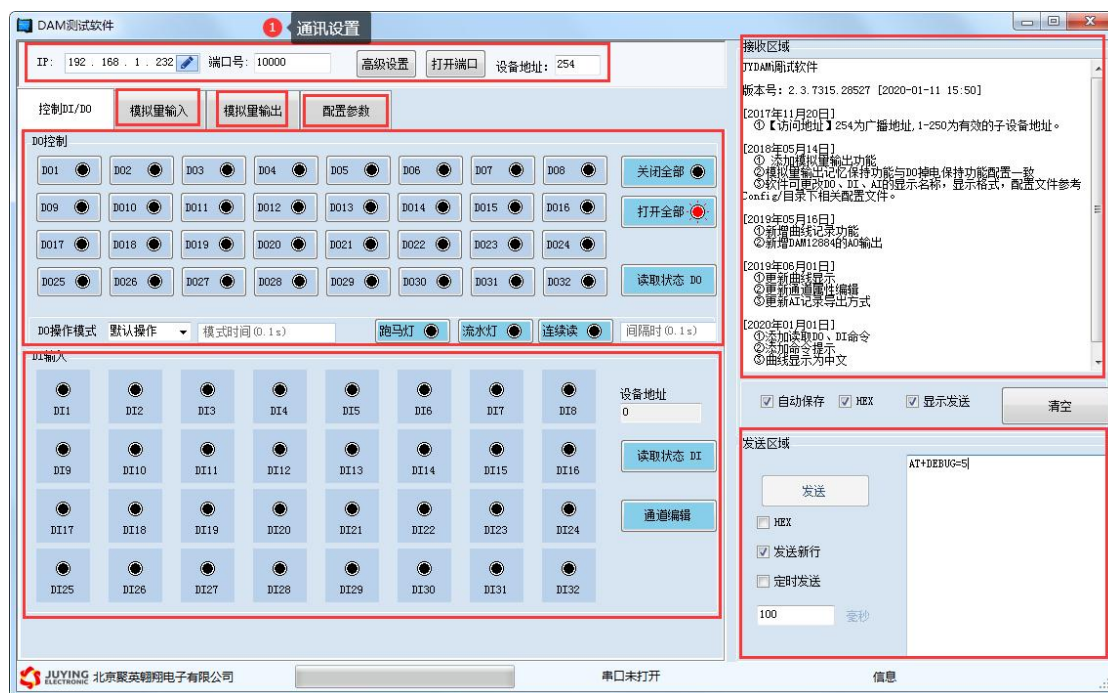 DAM测试软件
1 通讯设置
IP: 192 . 168 . 1 . 232 端口号: 10000 高级设置 打开端口 设备地址: 254
控制DI/DO 模拟量输入 模拟量输出 配置参数
DO控制
DO1 DO2 DO3 DO4 DO5 DO6 DO7 DO8 关闭全部
DO9 DO10 DO11 DO12 DO13 DO14 DO15 DO16 打开全部
DO17 DO18 DO19 DO20 DO21 DO22 DO23 DO24
DO25 DO26 DO27 DO28 DO29 DO30 DO31 DO32 读取状态 DO
DO操作模式 默认操作 模式时间(0.1s) 跑马灯 流水灯 连续读 间隔时(0.1s)
DI输入
DI1 DI2 DI3 DI4 DI5 DI6 DI7 DI8
设备地址
0
DI9 DI10 DI11 DI12 DI13 DI14 DI15 DI16 读取状态 DI
DI17 DI18 DI19 DI20 DI21 DI22 DI23 DI24 通道编辑
DI25 DI26 DI27 DI28 DI29 DI30 DI31 DI32
接收区域
JYDAM调试软件
版本号: 2.3.7315.28527 [2020-01-11 15:50]
[2017年11月20日]
①【访问地址】254为广播地址,1-250为有效的子设备地址。
[2018年05月14日]
① 添加模拟量输出功能
②模拟量输出记忆保持功能与DO掉电保持功能配置一致
③软件可更改DO、DI、AI的显示名称，显示格式，配置文件参考
Config/目录下相关配置文件。
[2019年05月16日]
①新增曲线记录功能
②新增DAM12884的AO输出
[2019年06月01日]
①更新曲线显示
②更新通道属性编辑
③更新AI记录导出方式
[2020年01月01日]
①添加读取DO、DI命令
②添加命令提示
③曲线显示为中文
自动保存 HEX 显示发送 清空
发送区域
AT+DEBUG=5
发送
HEX
发送新行
定时发送
100 毫秒
JUYING ELECTRONIC 北京聚英翱翔电子有限公司 串口未打开 信息